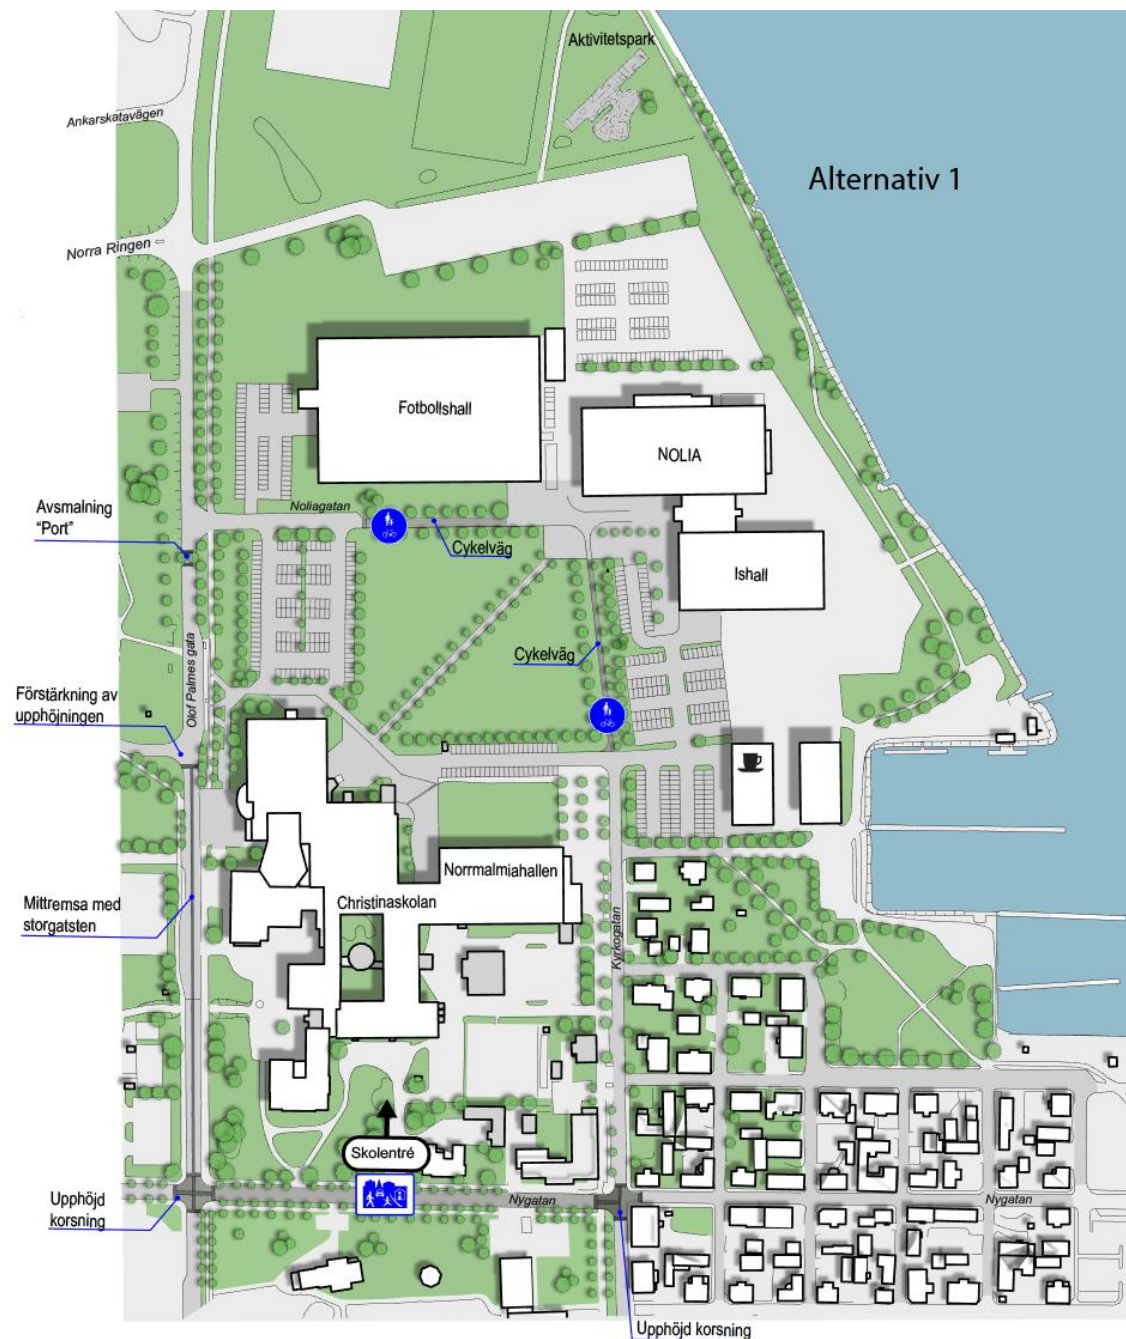 Aktivitetspark
Ankarskatavägen
Alternativ 1
Norra Ringen
Fotbollshall
NOLIA
Avsmalning
"Port"
Noliagatan
Cykelväg
Ishall
Cykelväg
Olof Palmes gata
Förstärkning av
upphöjningen
Norrmalmiahallen
Mittremsa med
storgatsten
Christinaskolan
Kyrkogatan
Skolentré
Upphöjd
korsning
Nygatan
Nygatan
Upphöjd korsning